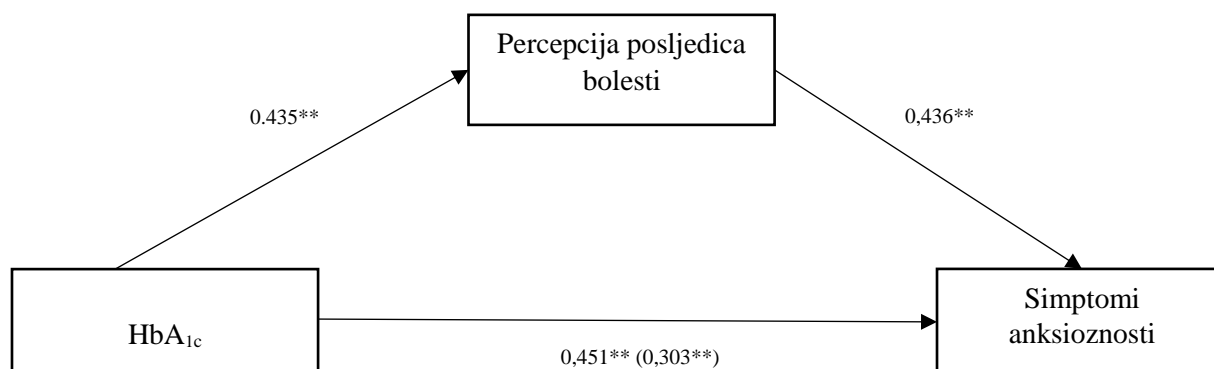 Percepcija posljedica
bolesti
0.435**
0,436**
HbA₁c
Simptomi
anksioznosti
0,451** (0,303**)